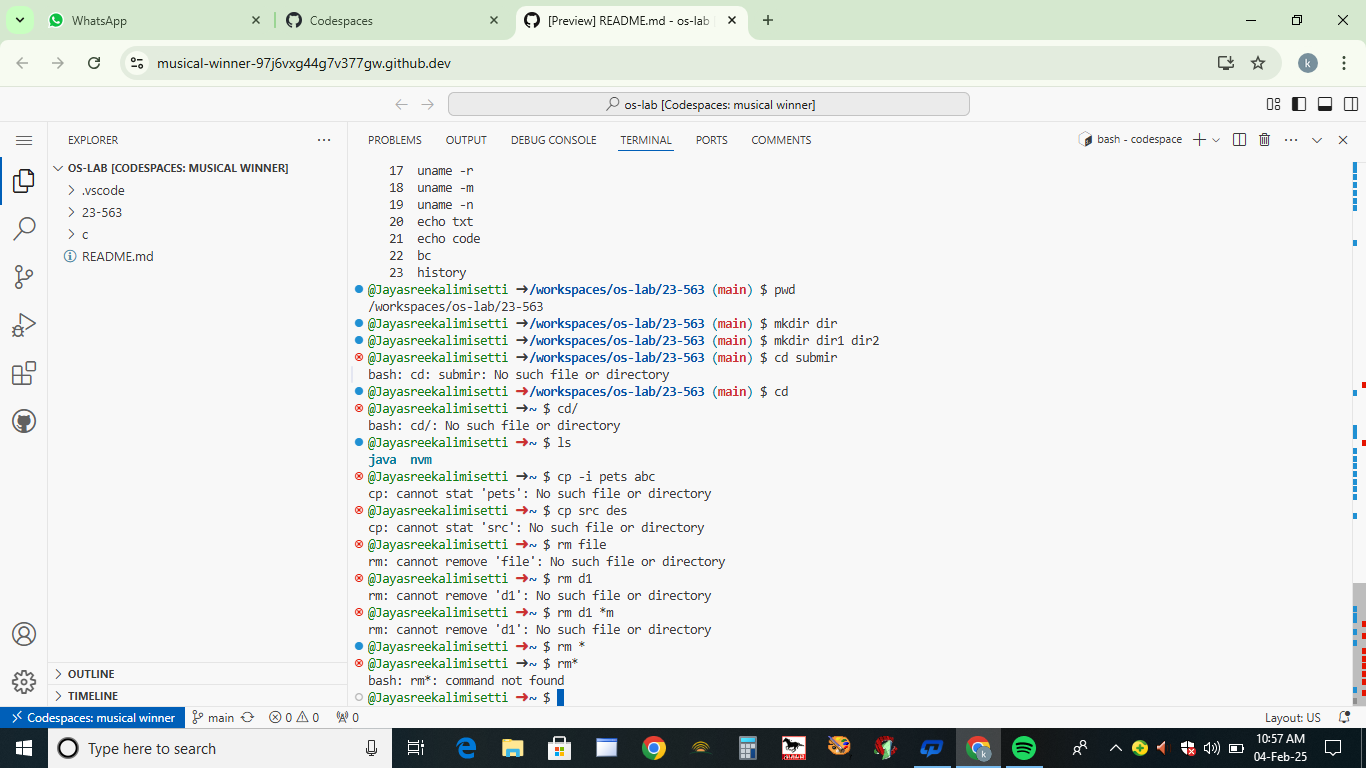 WhatsApp
Codespaces
[Preview] README.md - os-lab
musical-winner-97j6vxg44g7v377gw.github.dev
k
os-lab [Codespaces: musical winner]
EXPLORER
OS-LAB [CODESPACES: MUSICAL WINNER]
.vscode
23-563
c
README.md
OUTLINE
TIMELINE
PROBLEMS OUTPUT DEBUG CONSOLE TERMINAL PORTS COMMENTS
bash - codespace
17 uname -r
18 uname -m
19 uname -n
20 echo txt
21 echo code
22 bc
23 history
@Jayasreekalimisetti ➜/workspaces/os-lab/23-563 (main) $ pwd
/workspaces/os-lab/23-563
@Jayasreekalimisetti ➜/workspaces/os-lab/23-563 (main) $ mkdir dir
@Jayasreekalimisetti ➜/workspaces/os-lab/23-563 (main) $ mkdir dir1 dir2
@Jayasreekalimisetti ➜/workspaces/os-lab/23-563 (main) $ cd submir
bash: cd: submir: No such file or directory
@Jayasreekalimisetti ➜/workspaces/os-lab/23-563 (main) $ cd
@Jayasreekalimisetti ➜~ $ cd/
bash: cd/: No such file or directory
@Jayasreekalimisetti ➜~ $ ls
java nvm
@Jayasreekalimisetti ➜~ $ cp -i pets abc
cp: cannot stat 'pets': No such file or directory
@Jayasreekalimisetti ➜~ $ cp src des
cp: cannot stat 'src': No such file or directory
@Jayasreekalimisetti ➜~ $ rm file
rm: cannot remove 'file': No such file or directory
@Jayasreekalimisetti ➜~ $ rm d1
rm: cannot remove 'd1': No such file or directory
@Jayasreekalimisetti ➜~ $ rm d1 *m
rm: cannot remove 'd1': No such file or directory
@Jayasreekalimisetti ➜~ $ rm *
@Jayasreekalimisetti ➜~ $ rm*
bash: rm*: command not found
@Jayasreekalimisetti ➜~ $
Codespaces: musical winner main 0 0 0 Layout: US
Type here to search
k
10:57 AM
04-Feb-25